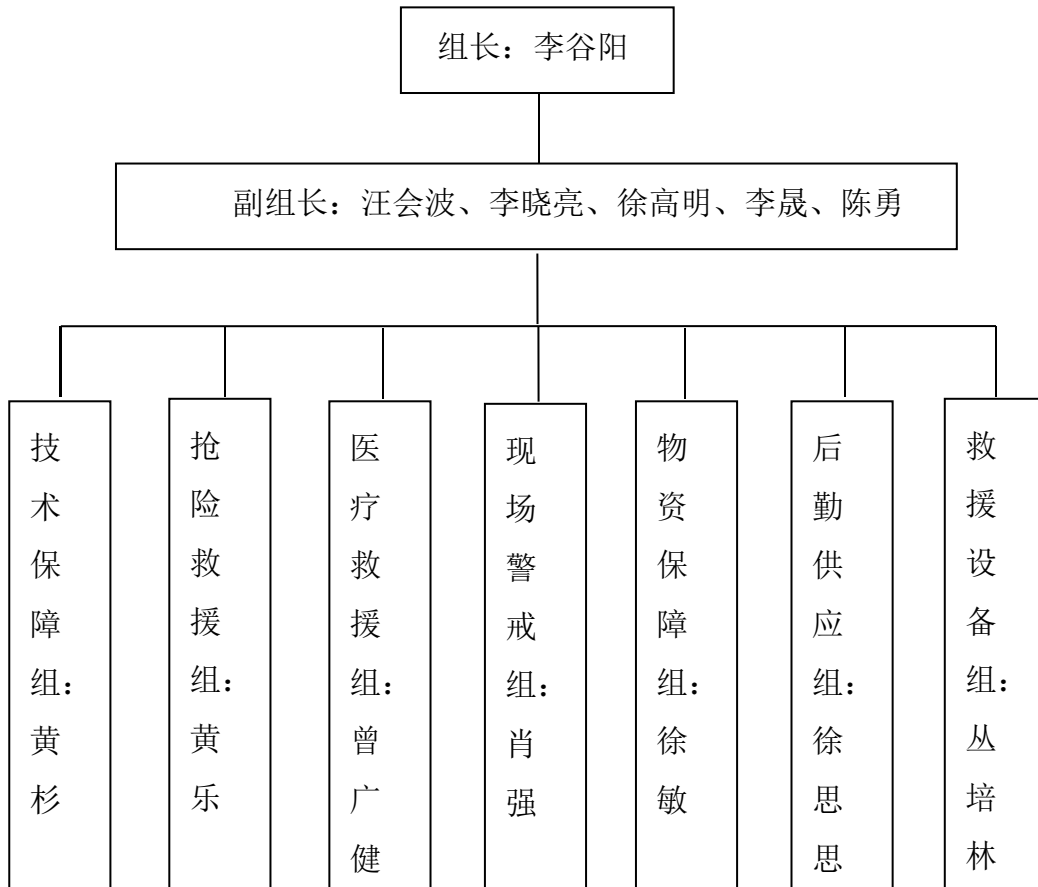 组长：李谷阳
副组长：汪会波、李晓亮、徐高明、李晟、陈勇
技术保障组：黄杉
抢险救援组：黄乐
医疗救援组：曾广健
现场警戒组：肖强
物资保障组：徐敏
后勤供应组：徐思思
救援设备组：丛培林